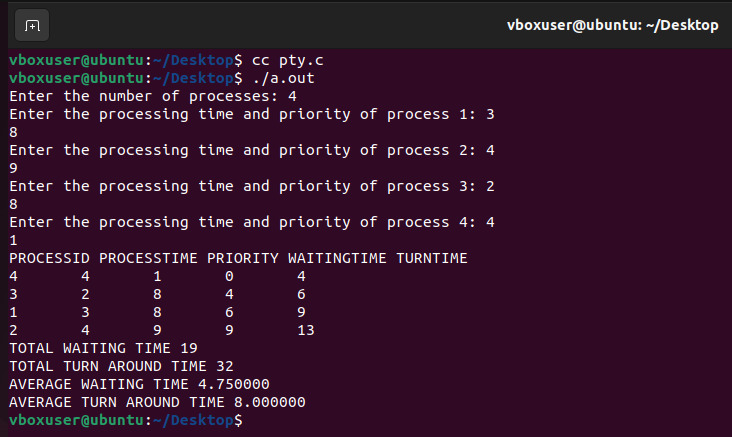 vboxuser@ubuntu: ~/Desktop
vboxuser@ubuntu:~/Desktop$ cc pty.c
vboxuser@ubuntu:~/Desktop$ ./a.out
Enter the number of processes: 4
Enter the processing time and priority of process 1: 3
8
Enter the processing time and priority of process 2: 4
9
Enter the processing time and priority of process 3: 2
8
Enter the processing time and priority of process 4: 4
1
PROCESSID PROCESSTIME PRIORITY WAITINGTIME TURNTIME
4 4 1 0 4
3 2 8 4 6
1 3 8 6 9
2 4 9 9 13
TOTAL WAITING TIME 19
TOTAL TURN AROUND TIME 32
AVERAGE WAITING TIME 4.750000
AVERAGE TURN AROUND TIME 8.000000
vboxuser@ubuntu:~/Desktop$